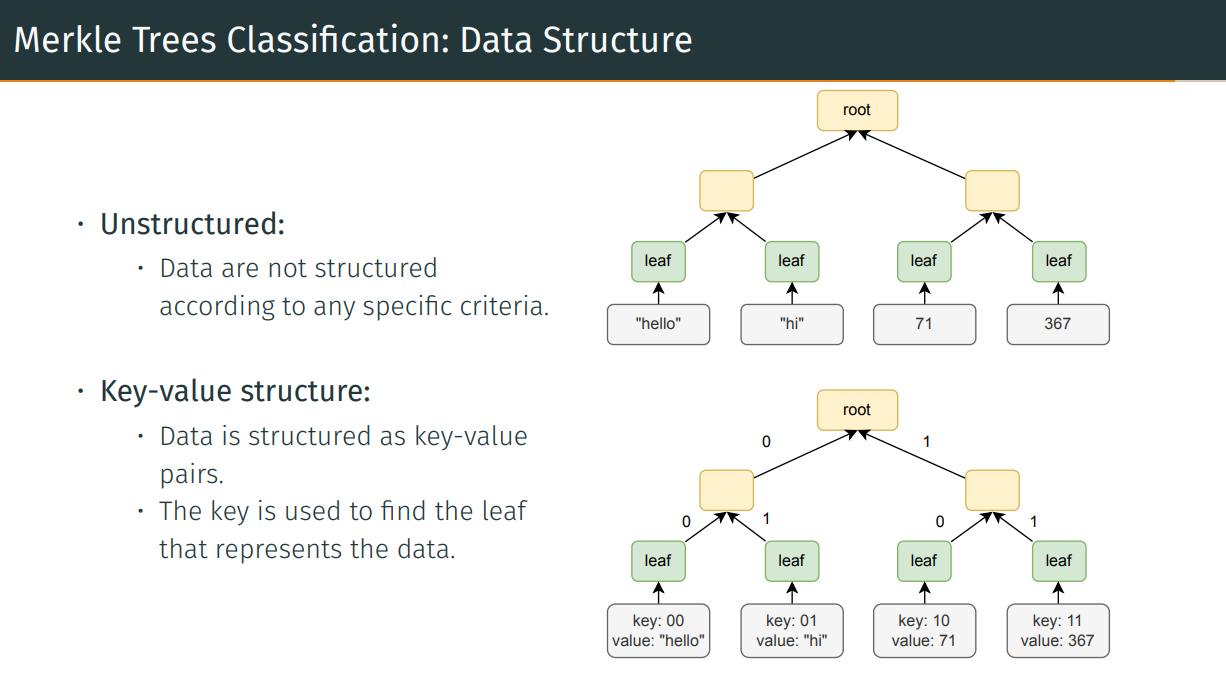 Merkle Trees Classification: Data Structure
• Unstructured:
• Data are not structured
according to any specific criteria.
• Key-value structure:
• Data is structured as key-value
pairs.
• The key is used to find the leaf
that represents the data.
root
leaf leaf leaf leaf
"hello" "hi" 71 367
root
0 1
0 1 0 1
leaf leaf leaf leaf
key: 00 key: 01 key: 10 key: 11
value: "hello" value: "hi" value: 71 value: 367